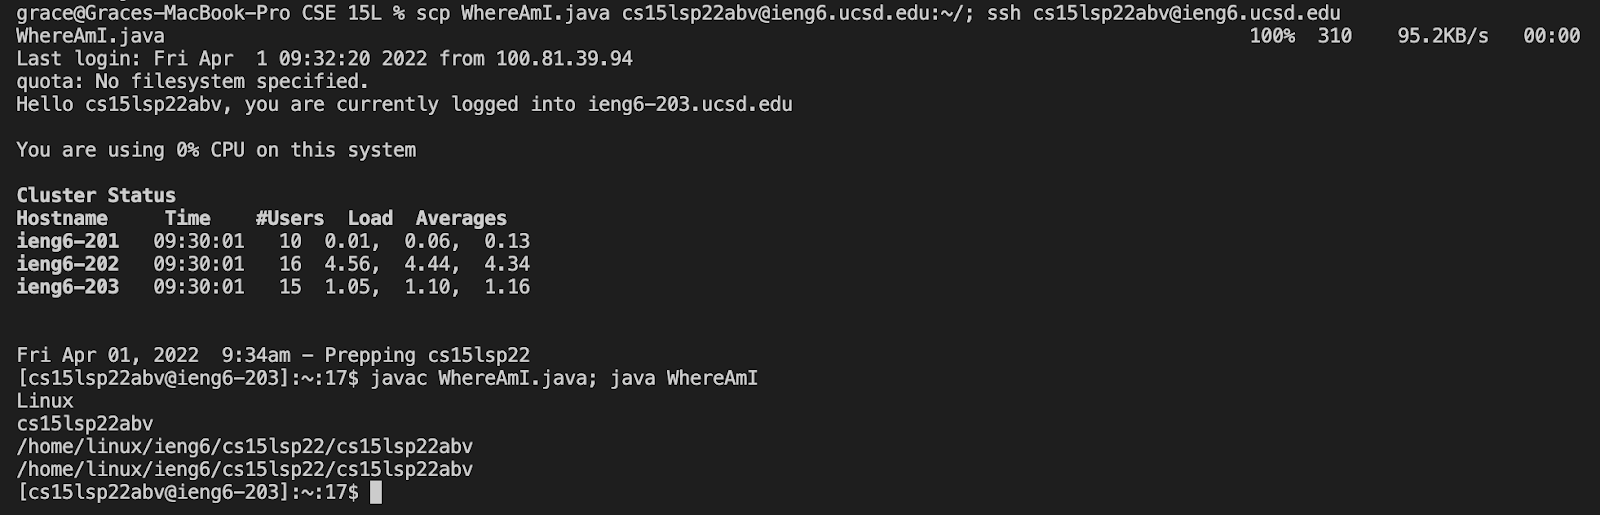 grace@Graces-MacBook-Pro CSE 15L % scp WhereAmI.java cs15lsp22abv@ieng6.ucsd.edu:~/; ssh cs15lsp22abv@ieng6.ucsd.edu
WhereAmI.java 100% 310 95.2KB/s 00:00
Last login: Fri Apr  1 09:32:20 2022 from 100.81.39.94
quota: No filesystem specified.
Hello cs15lsp22abv, you are currently logged into ieng6-203.ucsd.edu
You are using 0% CPU on this system
Cluster Status
Hostname     Time    #Users  Load  Averages
ieng6-201   09:30:01   10  0.01,  0.06,  0.13
ieng6-202   09:30:01   16  4.56,  4.44,  4.34
ieng6-203   09:30:01   15  1.05,  1.10,  1.16
Fri Apr 01, 2022  9:34am - Prepping cs15lsp22
[cs15lsp22abv@ieng6-203]:~:17$ javac WhereAmI.java; java WhereAmI
Linux
cs15lsp22abv
/home/linux/ieng6/cs15lsp22/cs15lsp22abv
/home/linux/ieng6/cs15lsp22/cs15lsp22abv
[cs15lsp22abv@ieng6-203]:~:17$